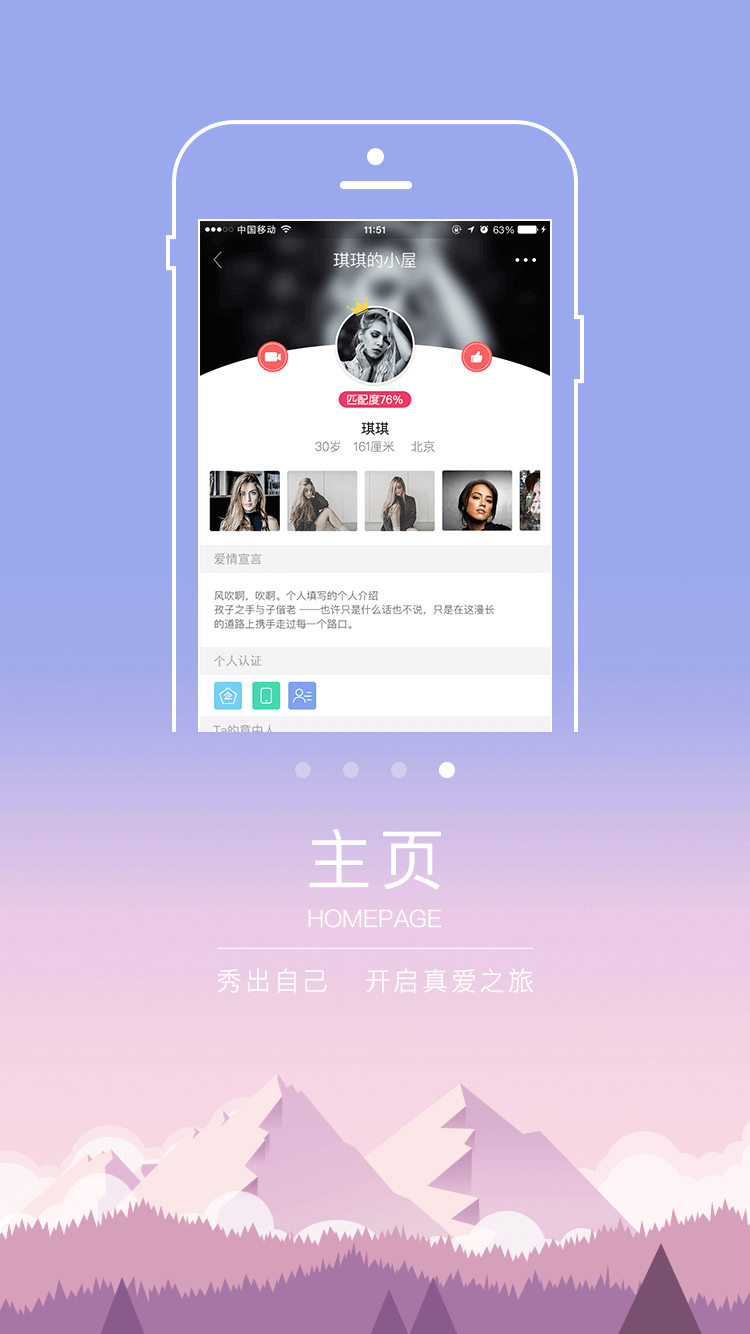 中国移动
11:51
63%
琪琪的小屋
匹配度76%
琪琪
30岁 161厘米 北京
爱情宣言
风吹啊，吹啊。个人填写的个人介绍
孜子之手与子偕老 ——也许只是什么话也不说，只是在这漫长
的道路上携手走过每一个路口。
个人认证
企
Ta的意中人
主页
HOMEPAGE
秀出自己 开启真爱之旅